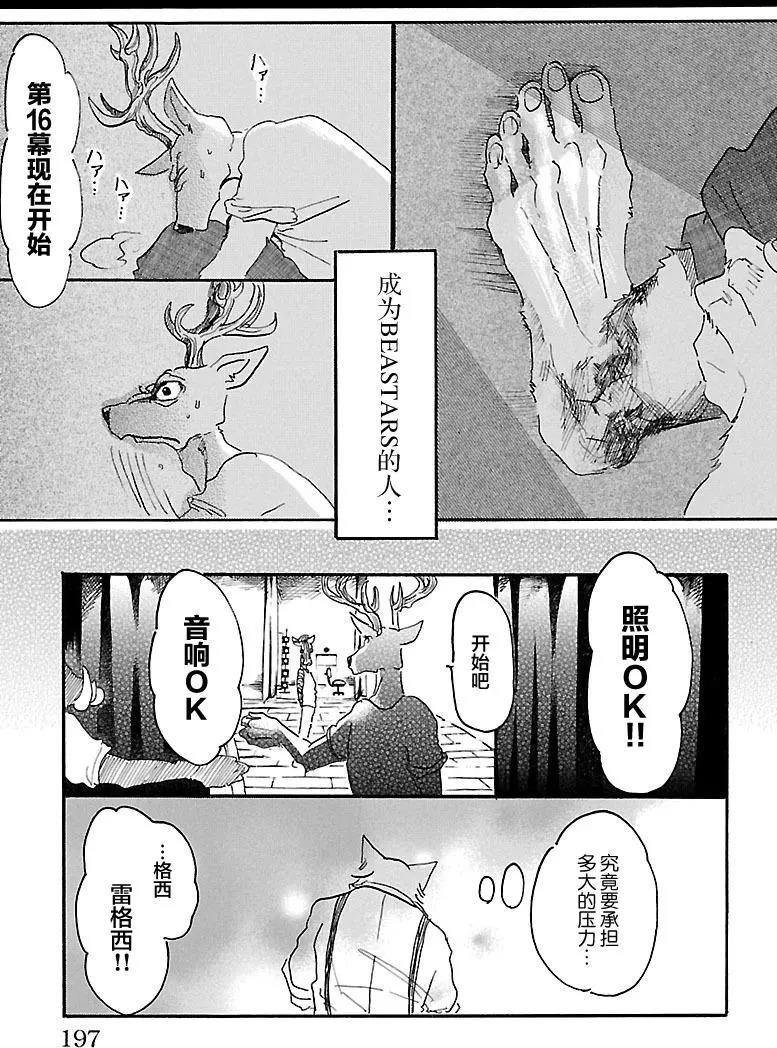 ハァ…
ハァ…
ハァ…
第16幕现在开始
成为BEASTARS的人…
照明OK!!
开始吧
音响OK
究竟要承担
多大的压力…
…格西
雷格西!!
197